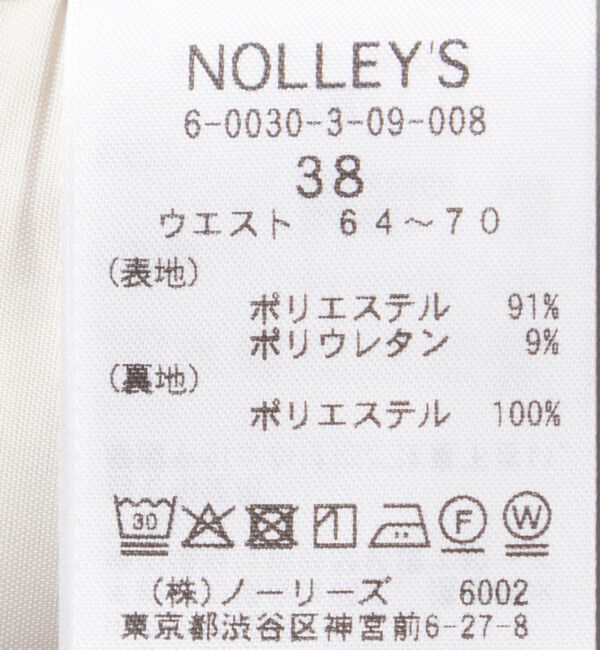 NOLLEY'S
6-0030-3-09-008
38
ウエスト 64～70
(表地)
ポリエステル 91%
ポリウレタン 9%
(裏地)
ポリエステル 100%
30 F W
(株)ノーリーズ 6002
東京都渋谷区神宮前6-27-8